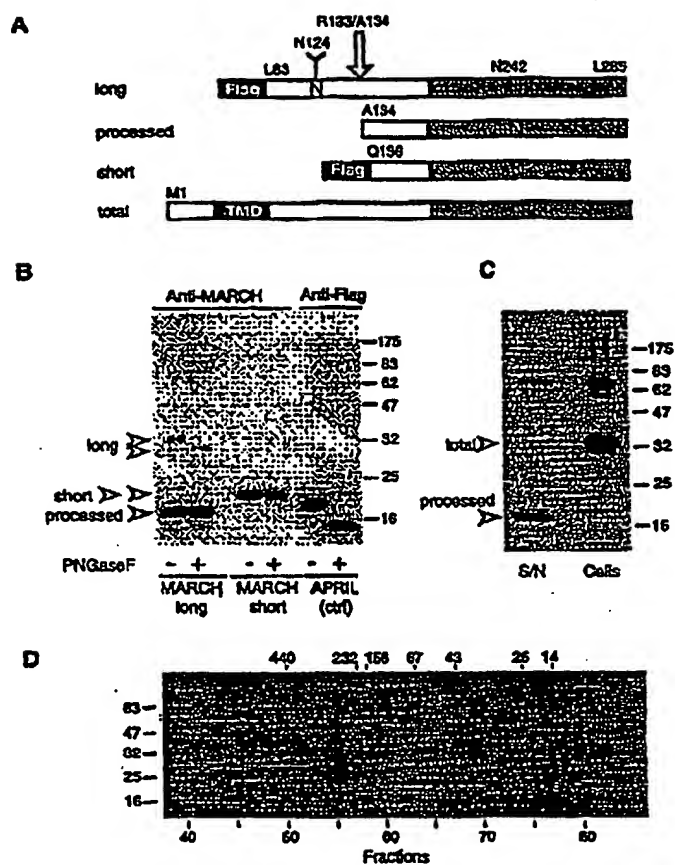 A
R133/A134
N124
L83
N242
L285
long
Flag
N
A134
processed
Q136
short
Flag
M1
total
TMD
B
Anti-MARCH
Anti-Flag
175
83
62
47
32
25
16
long
short
processed
PNGaseF
- + - + - +
MARCH long
MARCH short
APRIL (ctrl)
C
175
83
62
47
32
25
16
total
processed
S/N
Cells
D
440 232 158 67 43 25 14
83
47
32
25
16
40 50 60 70 80
Fractions